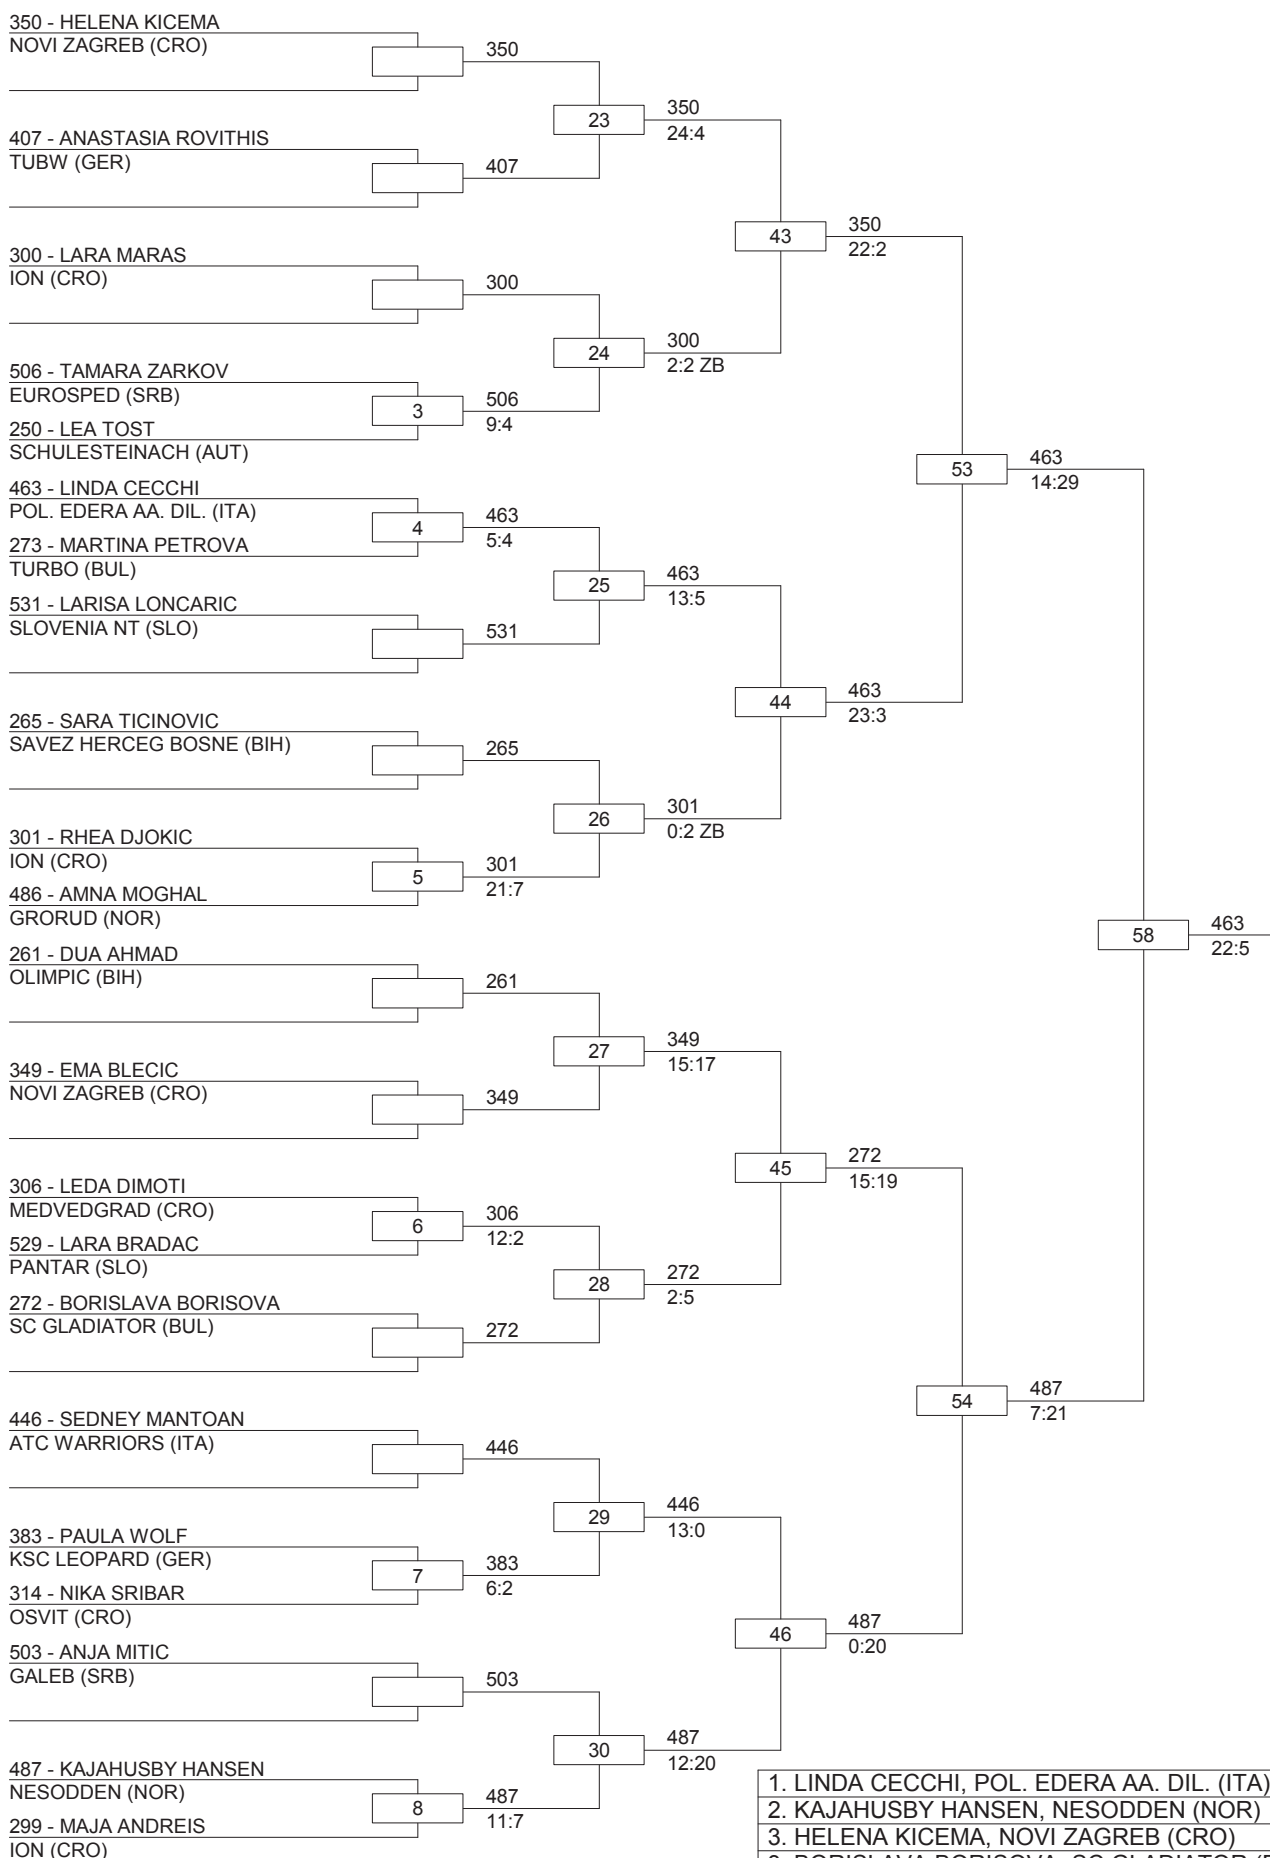 350 - HELENA KICEMA
NOVI ZAGREB (CRO)
350
23
350
24:4
407 - ANASTASIA ROVITHIS
TUBW (GER)
407
43
350
22:2
300 - LARA MARAS
ION (CRO)
300
24
300
2:2 ZB
506 - TAMARA ZARKOV
EUROSPED (SRB)
3
506
9:4
250 - LEA TOST
SCHULESTEINACH (AUT)
53
463
14:29
463 - LINDA CECCHI
POL. EDERA AA. DIL. (ITA)
4
463
5:4
273 - MARTINA PETROVA
TURBO (BUL)
25
463
13:5
531 - LARISA LONCARIC
SLOVENIA NT (SLO)
531
44
463
23:3
265 - SARA TICINOVIC
SAVEZ HERCEG BOSNE (BIH)
265
26
301
0:2 ZB
301 - RHEA DJOKIC
ION (CRO)
5
301
21:7
486 - AMNA MOGHAL
GRORUD (NOR)
58
463
22:5
261 - DUA AHMAD
OLIMPIC (BIH)
261
27
349
15:17
349 - EMA BLECIC
NOVI ZAGREB (CRO)
349
45
272
15:19
306 - LEDA DIMOTI
MEDVEDGRAD (CRO)
6
306
12:2
529 - LARA BRADAC
PANTAR (SLO)
28
272
2:5
272 - BORISLAVA BORISOVA
SC GLADIATOR (BUL)
272
54
487
7:21
446 - SEDNEY MANTOAN
ATC WARRIORS (ITA)
446
29
446
13:0
383 - PAULA WOLF
KSC LEOPARD (GER)
7
383
6:2
314 - NIKA SRIBAR
OSVIT (CRO)
46
487
0:20
503 - ANJA MITIC
GALEB (SRB)
503
30
487
12:20
487 - KAJAHUSBY HANSEN
NESODDEN (NOR)
8
487
11:7
299 - MAJA ANDREIS
ION (CRO)
1. LINDA CECCHI, POL. EDERA AA. DIL. (ITA)
2. KAJAHUSBY HANSEN, NESODDEN (NOR)
3. HELENA KICEMA, NOVI ZAGREB (CRO)
3. BORISLAVA BORISOVA, SC GLADIATOR